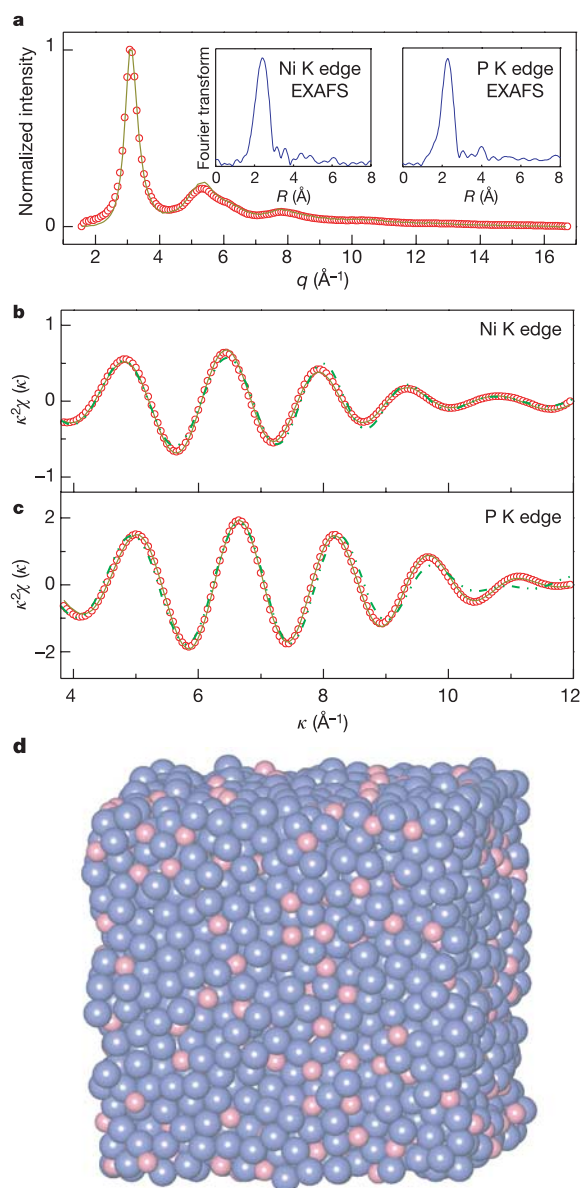 a
Normalized intensity
1
0
2 4 6 8 10 12 14 16
q (Å⁻¹)
Fourier transform
Ni K edge
EXAFS
0 2 4 6 8
R (Å)
P K edge
EXAFS
0 2 4 6 8
R (Å)
b
κ²χ (κ)
1
0
−1
Ni K edge
c
κ²χ (κ)
2
0
−2
P K edge
4 6 8 10 12
κ (Å⁻¹)
d